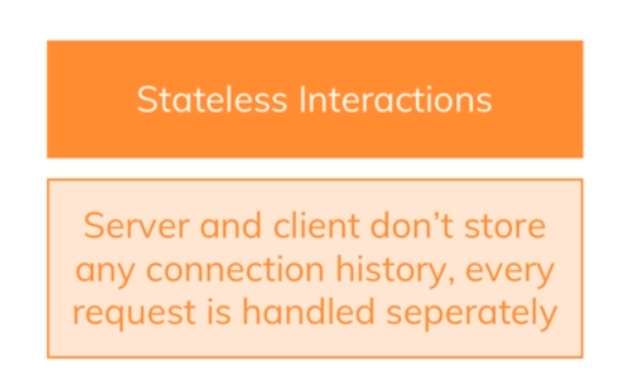 Stateless Interactions
Server and client don’t store
any connection history, every
request is handled seperately